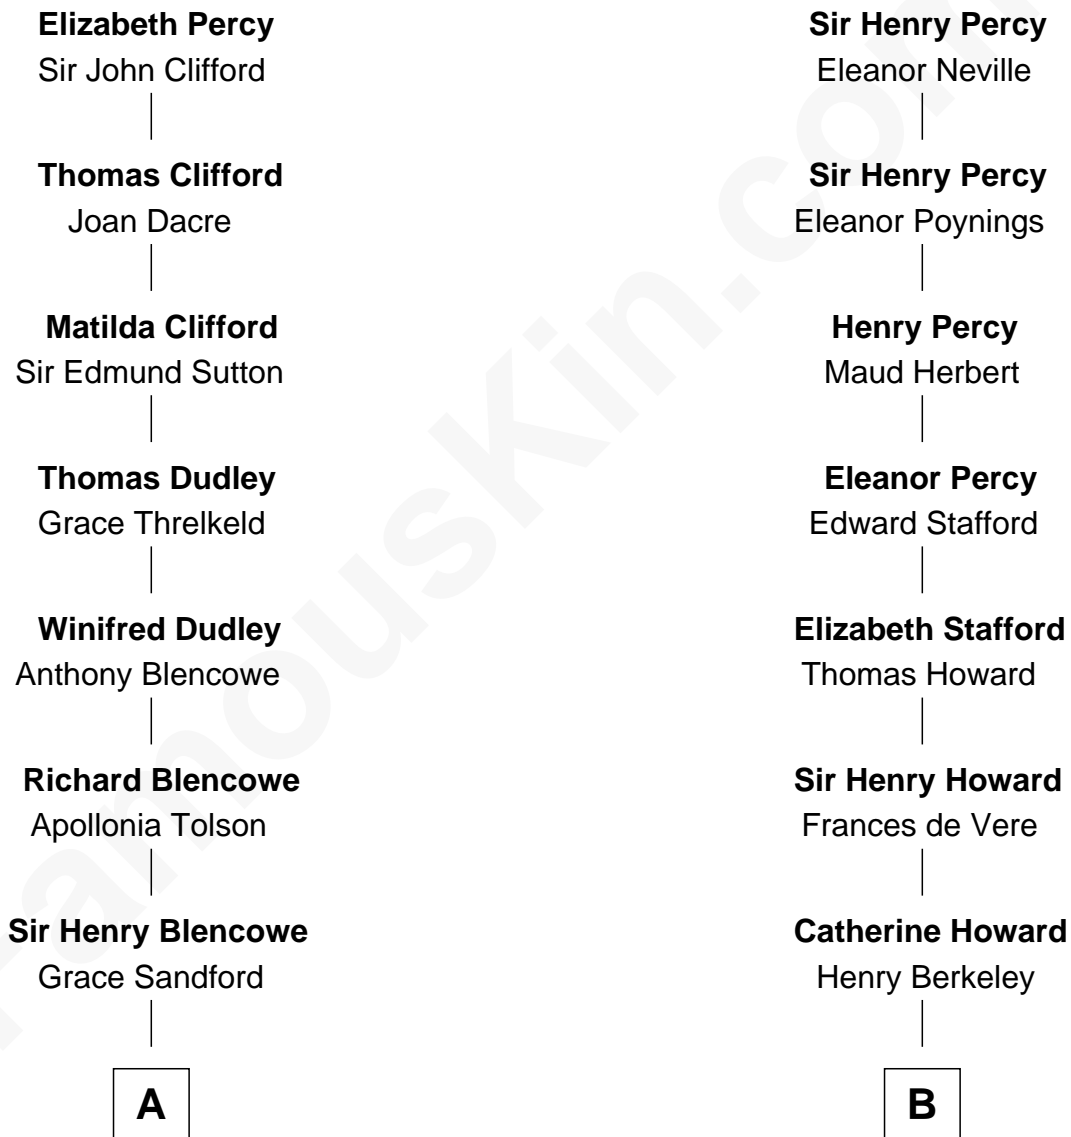 Elizabeth Percy
Sir John Clifford
Thomas Clifford
Joan Dacre
Matilda Clifford
Sir Edmund Sutton
Thomas Dudley
Grace Threlkeld
Winifred Dudley
Anthony Blencowe
Richard Blencowe
Apollonia Tolson
Sir Henry Blencowe
Grace Sandford
A
Sir Henry Percy
Eleanor Neville
Sir Henry Percy
Eleanor Poynings
Henry Percy
Maud Herbert
Eleanor Percy
Edward Stafford
Elizabeth Stafford
Thomas Howard
Sir Henry Howard
Frances de Vere
Catherine Howard
Henry Berkeley
B
FamousKin.com